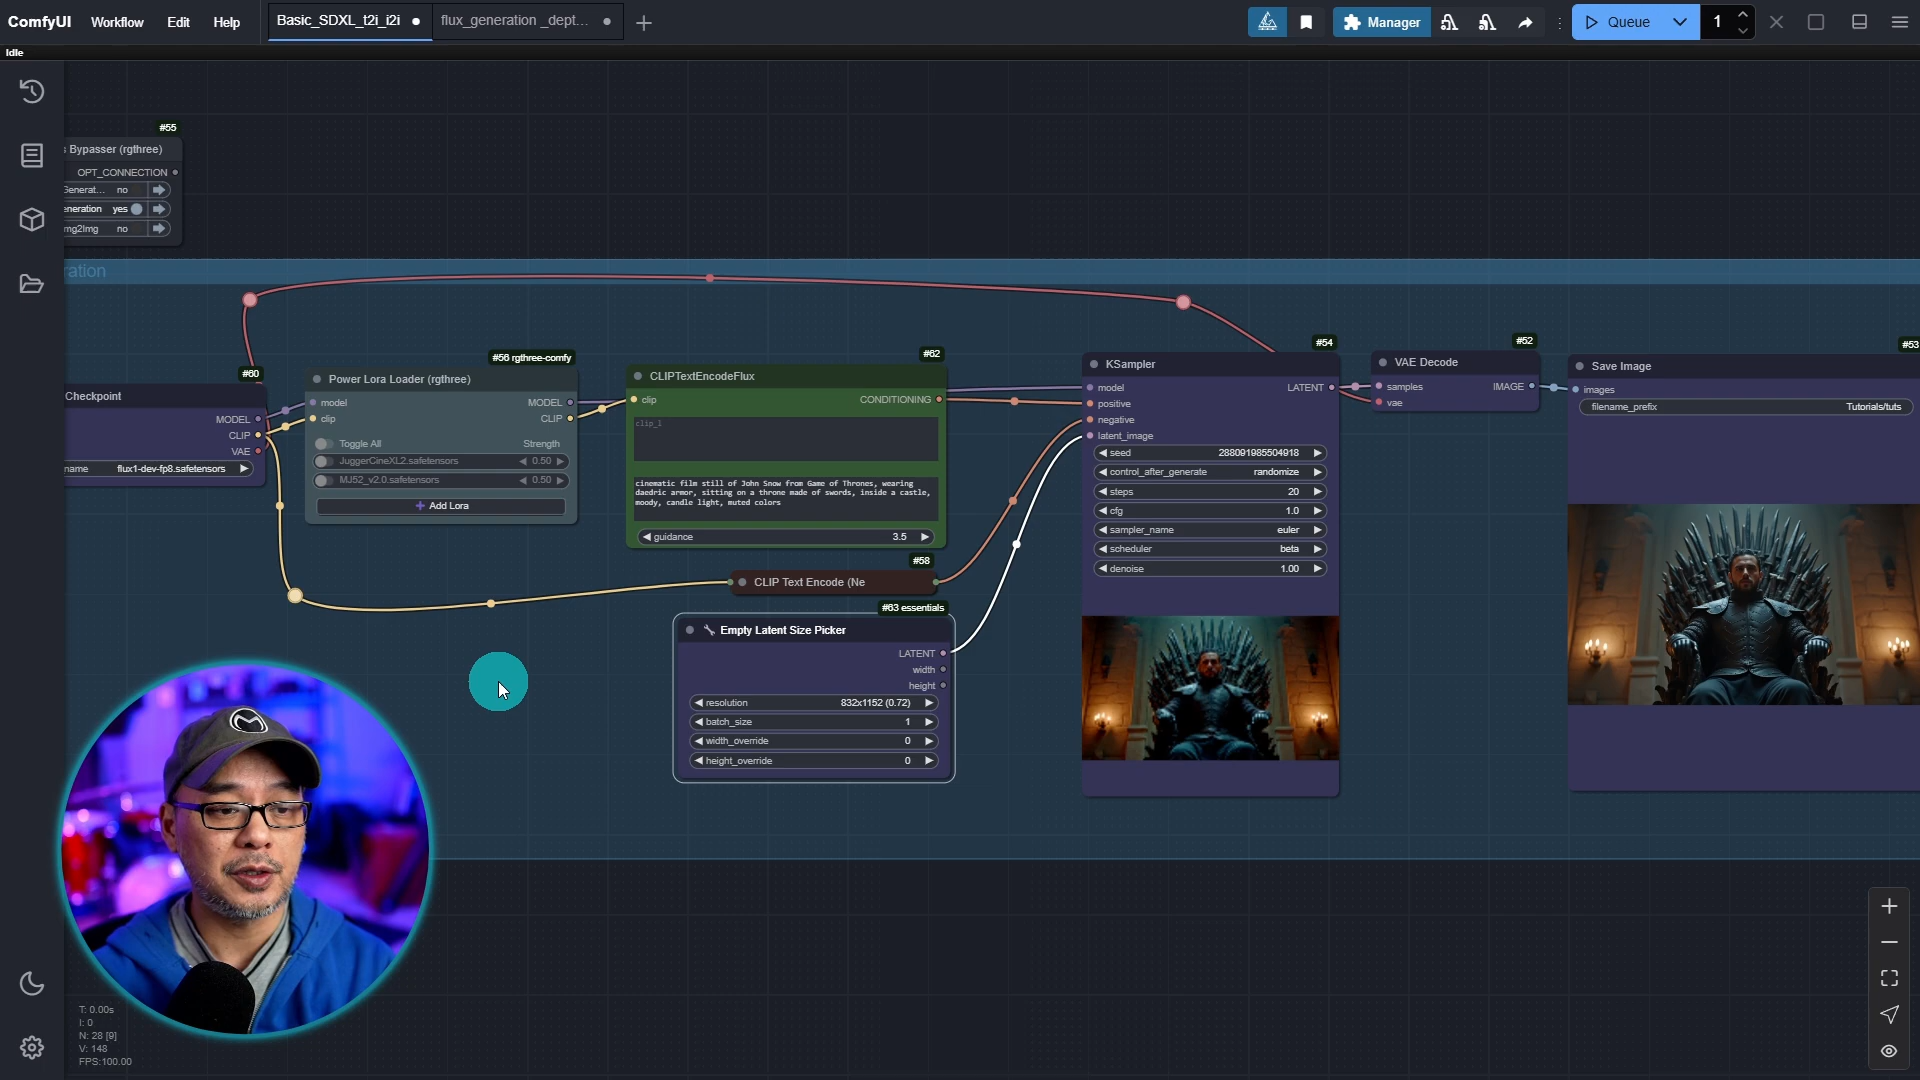 ComfyUI Workflow Edit Help Basic_SDXL_t2i_i2i flux_generation _dept... Manager Queue 1
Idle
#55
s Bypasser (rgthree)
OPT_CONNECTION
Generat... no
eneration yes
mg2Img no
ration
#60
Checkpoint
MODEL
CLIP
VAE
name flux1-dev-fp8.safetensors
#56 rgthree-comfy
Power Lora Loader (rgthree)
model MODEL
clip CLIP
Toggle All Strength
JuggerCineXL2.safetensors 0.50
MJ52_v2.0.safetensors 0.50
Add Lora
#62
CLIPTextEncodeFlux
clip CONDITIONING
clip_l
cinematic film still of John Snow from Game of Thrones, wearing
daedric armor, sitting on a throne made of swords, inside a castle,
moody, candle light, muted colors
guidance 3.5
#58
CLIP Text Encode (Ne
#63 essentials
Empty Latent Size Picker
LATENT
width
height
resolution 832x1152 (0.72)
batch_size 1
width_override 0
height_override 0
#54
KSampler
model LATENT
positive
negative
latent_image
seed 288091985504918
control_after_generate randomize
steps 20
cfg 1.0
sampler_name euler
scheduler beta
denoise 1.00
#52
VAE Decode
samples IMAGE
vae
#53
Save Image
images
filename_prefix Tutorials/tuts
T: 0.00s
I: 0
N: 28 [9]
V: 148
FPS:100.00